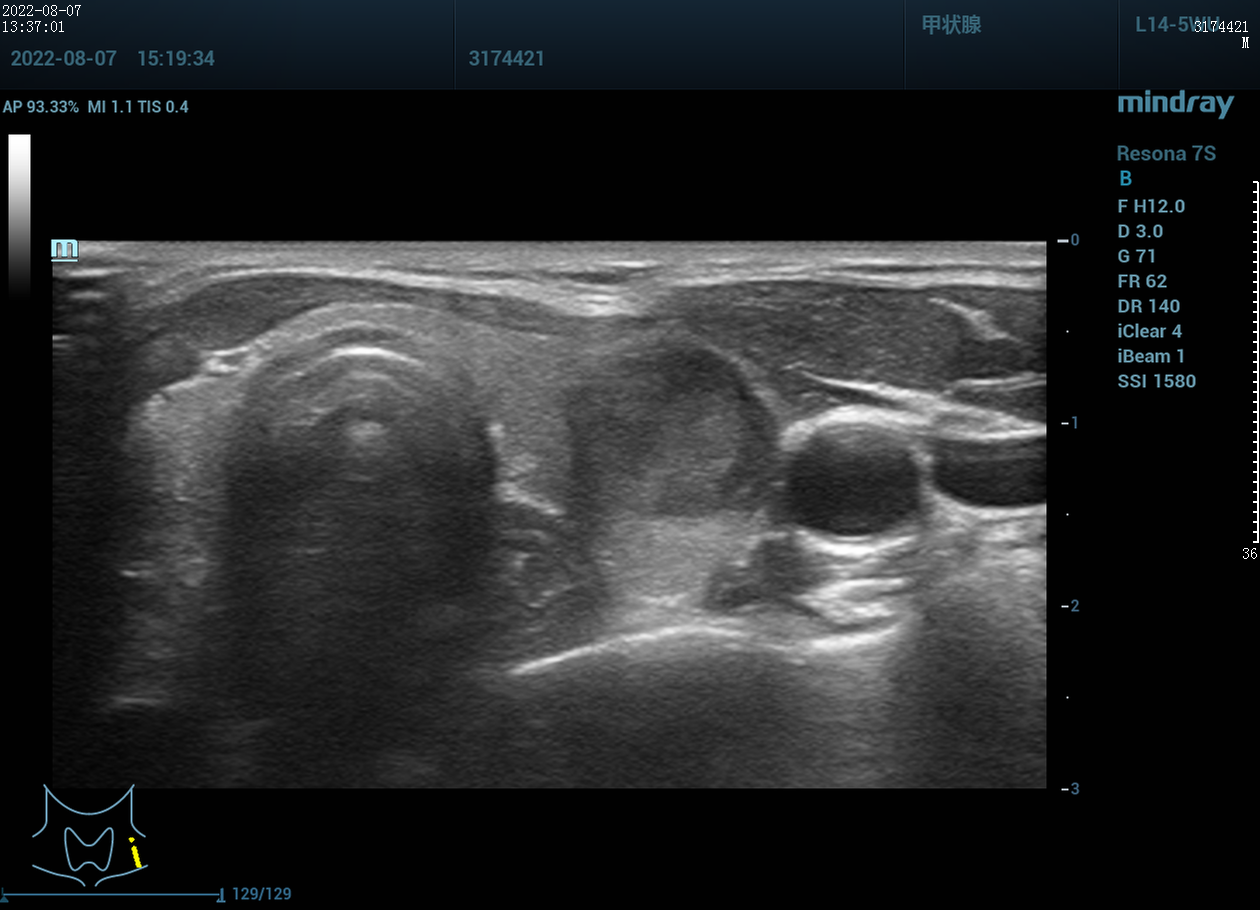 2022-08-07
13:37:01
2022-08-07 15:19:34
3174421
甲状腺
L14-5W
3174421
M
AP 93.33% MI 1.1 TIS 0.4
mindray
Resona 7S
B
F H12.0
D 3.0
G 71
FR 62
DR 140
iClear 4
iBeam 1
SSI 1580
m
0
1
2
3
36
129/129